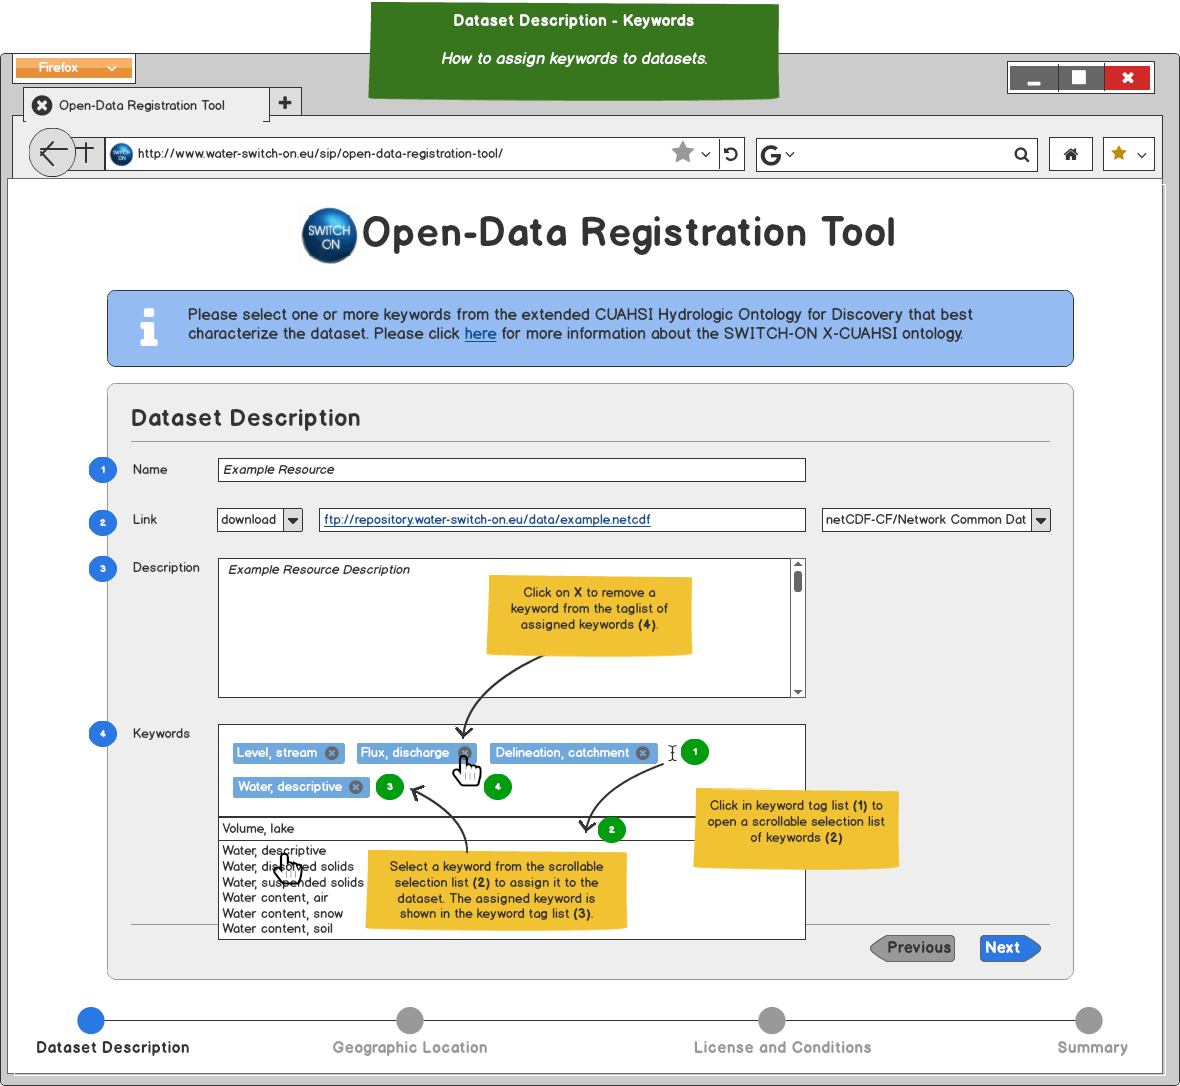 Dataset Description - Keywords
How to assign keywords to datasets.
Firefox
Open-Data Registration Tool
http://www.water-switch-on.eu/sip/open-data-registration-tool/
SWITCH ON
Open-Data Registration Tool
Please select one or more keywords from the extended CUAHSI Hydrologic Ontology for Discovery that best
characterize the dataset. Please click here for more information about the SWITCH-ON X-CUAHSI ontology.
Dataset Description
1 Name Example Resource
2 Link download ftp://repository.water-switch-on.eu/data/example.netcdf netCDF-CF/Network Common Dat
3 Description Example Resource Description
Click on X to remove a
keyword from the taglist of
assigned keywords (4).
4 Keywords
Level, stream Flux, discharge Delineation, catchment 1
Water, descriptive 3 4
Click in keyword tag list (1) to
open a scrollable selection list
of keywords (2)
Volume, lake 2
Water, descriptive
Water, dissolved solids
Water, suspended solids
Water content, air
Water content, snow
Water content, soil
Select a keyword from the scrollable
selection list (2) to assign it to the
dataset. The assigned keyword is
shown in the keyword tag list (3).
Previous Next
Dataset Description Geographic Location License and Conditions Summary